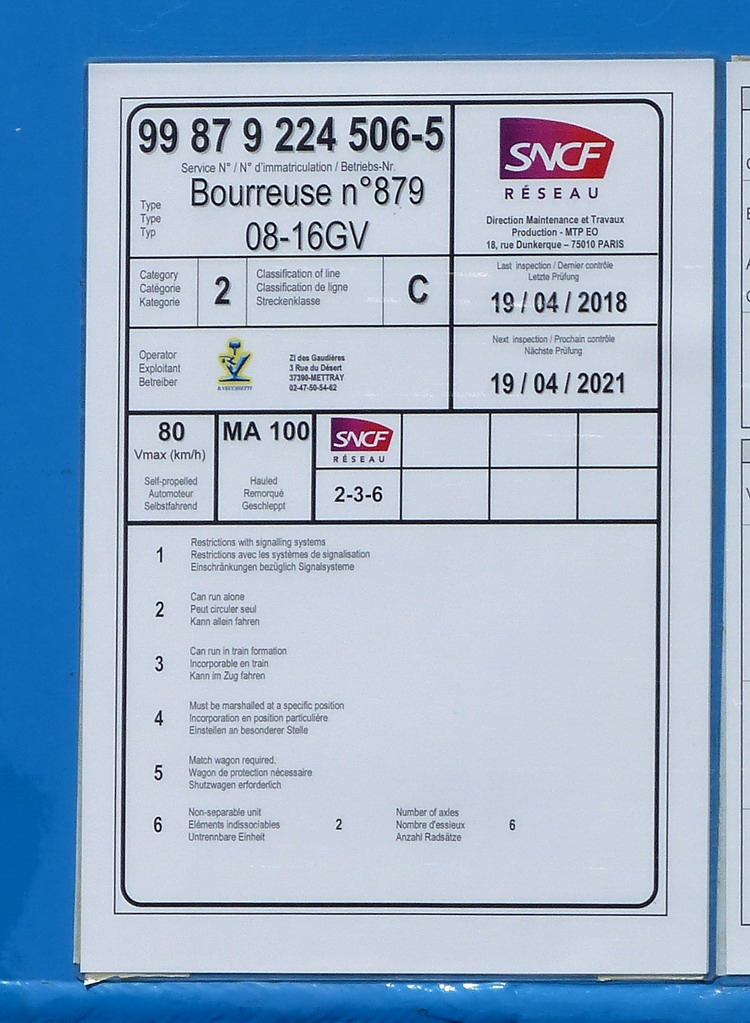 99 87 9 224 506-5
Service N° / N° d'immatriculation / Betriebs-Nr.
Type
Type
Typ
Bourreuse n°879
08-16GV
SNCF
RÉSEAU
Direction Maintenance et Travaux
Production - MTP EO
18, rue Dunkerque – 75010 PARIS
Category
Catégorie
Kategorie
2
Classification of line
Classification de ligne
Streckenklasse
C
Last inspection / Dernier contrôle
Letzte Prüfung
19 / 04 / 2018
Operator
Exploitant
Betreiber
ZI des Gaudières
3 Rue du Désert
37390-METTRAY
02-47-50-54-62
Next inspection / Prochain contrôle
Nächste Prüfung
19 / 04 / 2021
80
Vmax (km/h)
Self-propelled
Automoteur
Selbstfahrend
MA 100
Hauled
Remorqué
Geschleppt
SNCF
RÉSEAU
2-3-6
1
Restrictions with signalling systems
Restrictions avec les systèmes de signalisation
Einschränkungen bezüglich Signalsysteme
2
Can run alone
Peut circuler seul
Kann allein fahren
3
Can run in train formation
Incorporable en train
Kann im Zug fahren
4
Must be marshalled at a specific position
Incorporation en position particulière
Einstellen an besonderer Stelle
5
Match wagon required.
Wagon de protection nécessaire
Shutzwagen erforderlich
6
Non-separable unit
Eléments indissociables
Untrennbare Einheit
2
Number of axles
Nombre d'essieux
Anzahl Radsätze
6